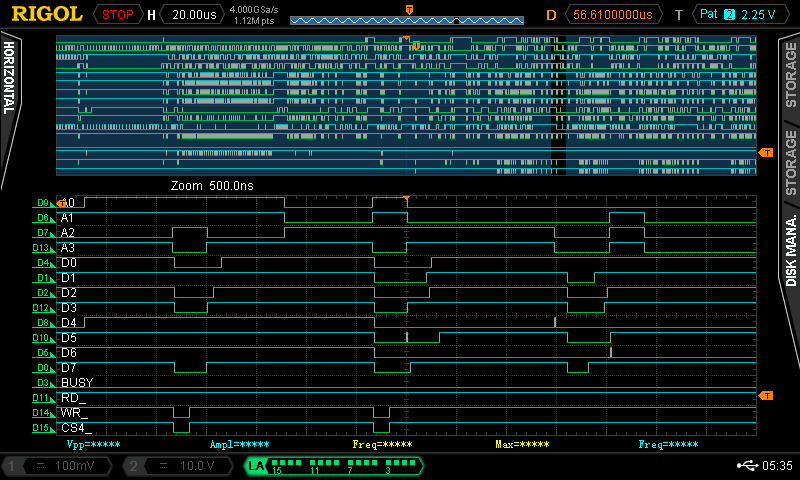 RIGOL STOP H 20.00us 4.000GSa/s 1.12M pts D 56.6100000us T Pat 2 2.25 V
HORIZONTAL
STORAGE
STORAGE
DISK MANA.
T
T
T
Zoom 500.0ns
D9 T A0
D6 A1
D7 A2
D13 A3
D4 D0
D1 D1
D2 D2
D12 D3
D8 D4
D10 D5
D5 D6
D0 D7
D3 BUSY
D11 RD_
D14 WR_
D15 CS4_
T
Vpp=***** Ampl=***** Freq=***** Max=***** Freq=*****
1 = 100mV 2 = 10.0 V LA 15 11 7 3 05:35